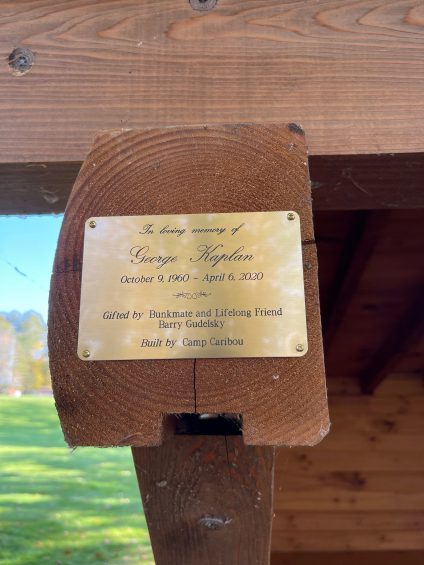 In loving memory of
George Kaplan
October 9, 1960 ~ April 6, 2020
Gifted by Bunkmate and Lifelong Friend
Barry Gudelsky
Built by Camp Caribou